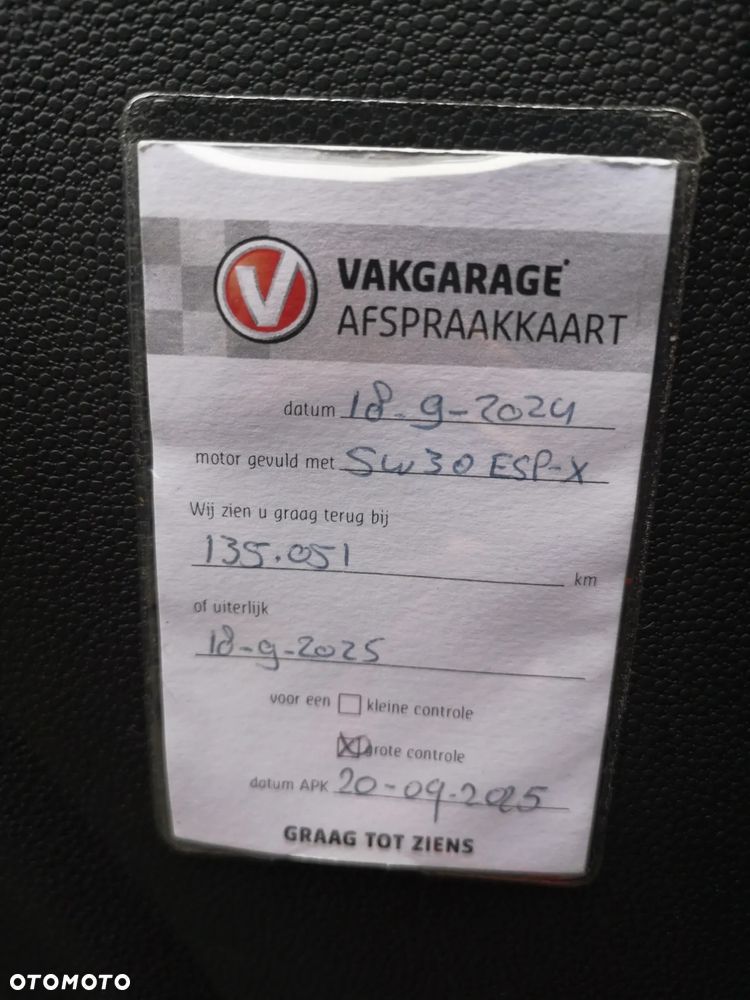 V
VAKGARAGE
AFSPRAAKKAART
datum 18-9-2024
motor gevuld met 5W30 ESP-X
Wij zien u graag terug bij
135.051 km
of uiterlijk
18-9-2025
voor een kleine controle
grote controle
datum APK 20-09-2025
GRAAG TOT ZIENS
OTOMOTO